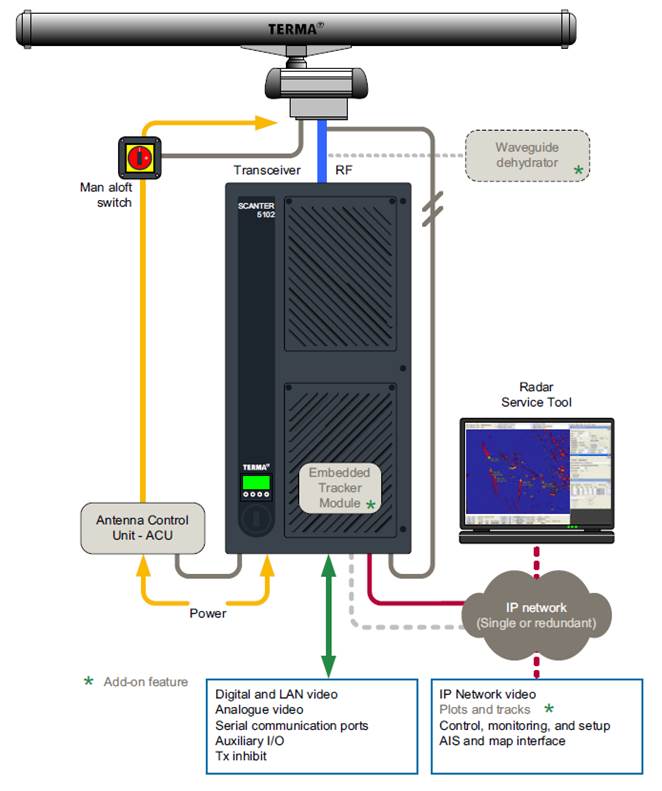 TERMA®
Waveguide
dehydrator
*
Man aloft
switch
Transceiver
RF
SCANTER
5102
Radar
Service Tool
TERMA®
Embedded
Tracker
Module *
Antenna Control
Unit - ACU
Power
IP network
(Single or redundant)
* Add-on feature
Digital and LAN video
Analogue video
Serial communication ports
Auxiliary I/O
Tx inhibit
IP Network video
Plots and tracks *
Control, monitoring, and setup
AIS and map interface